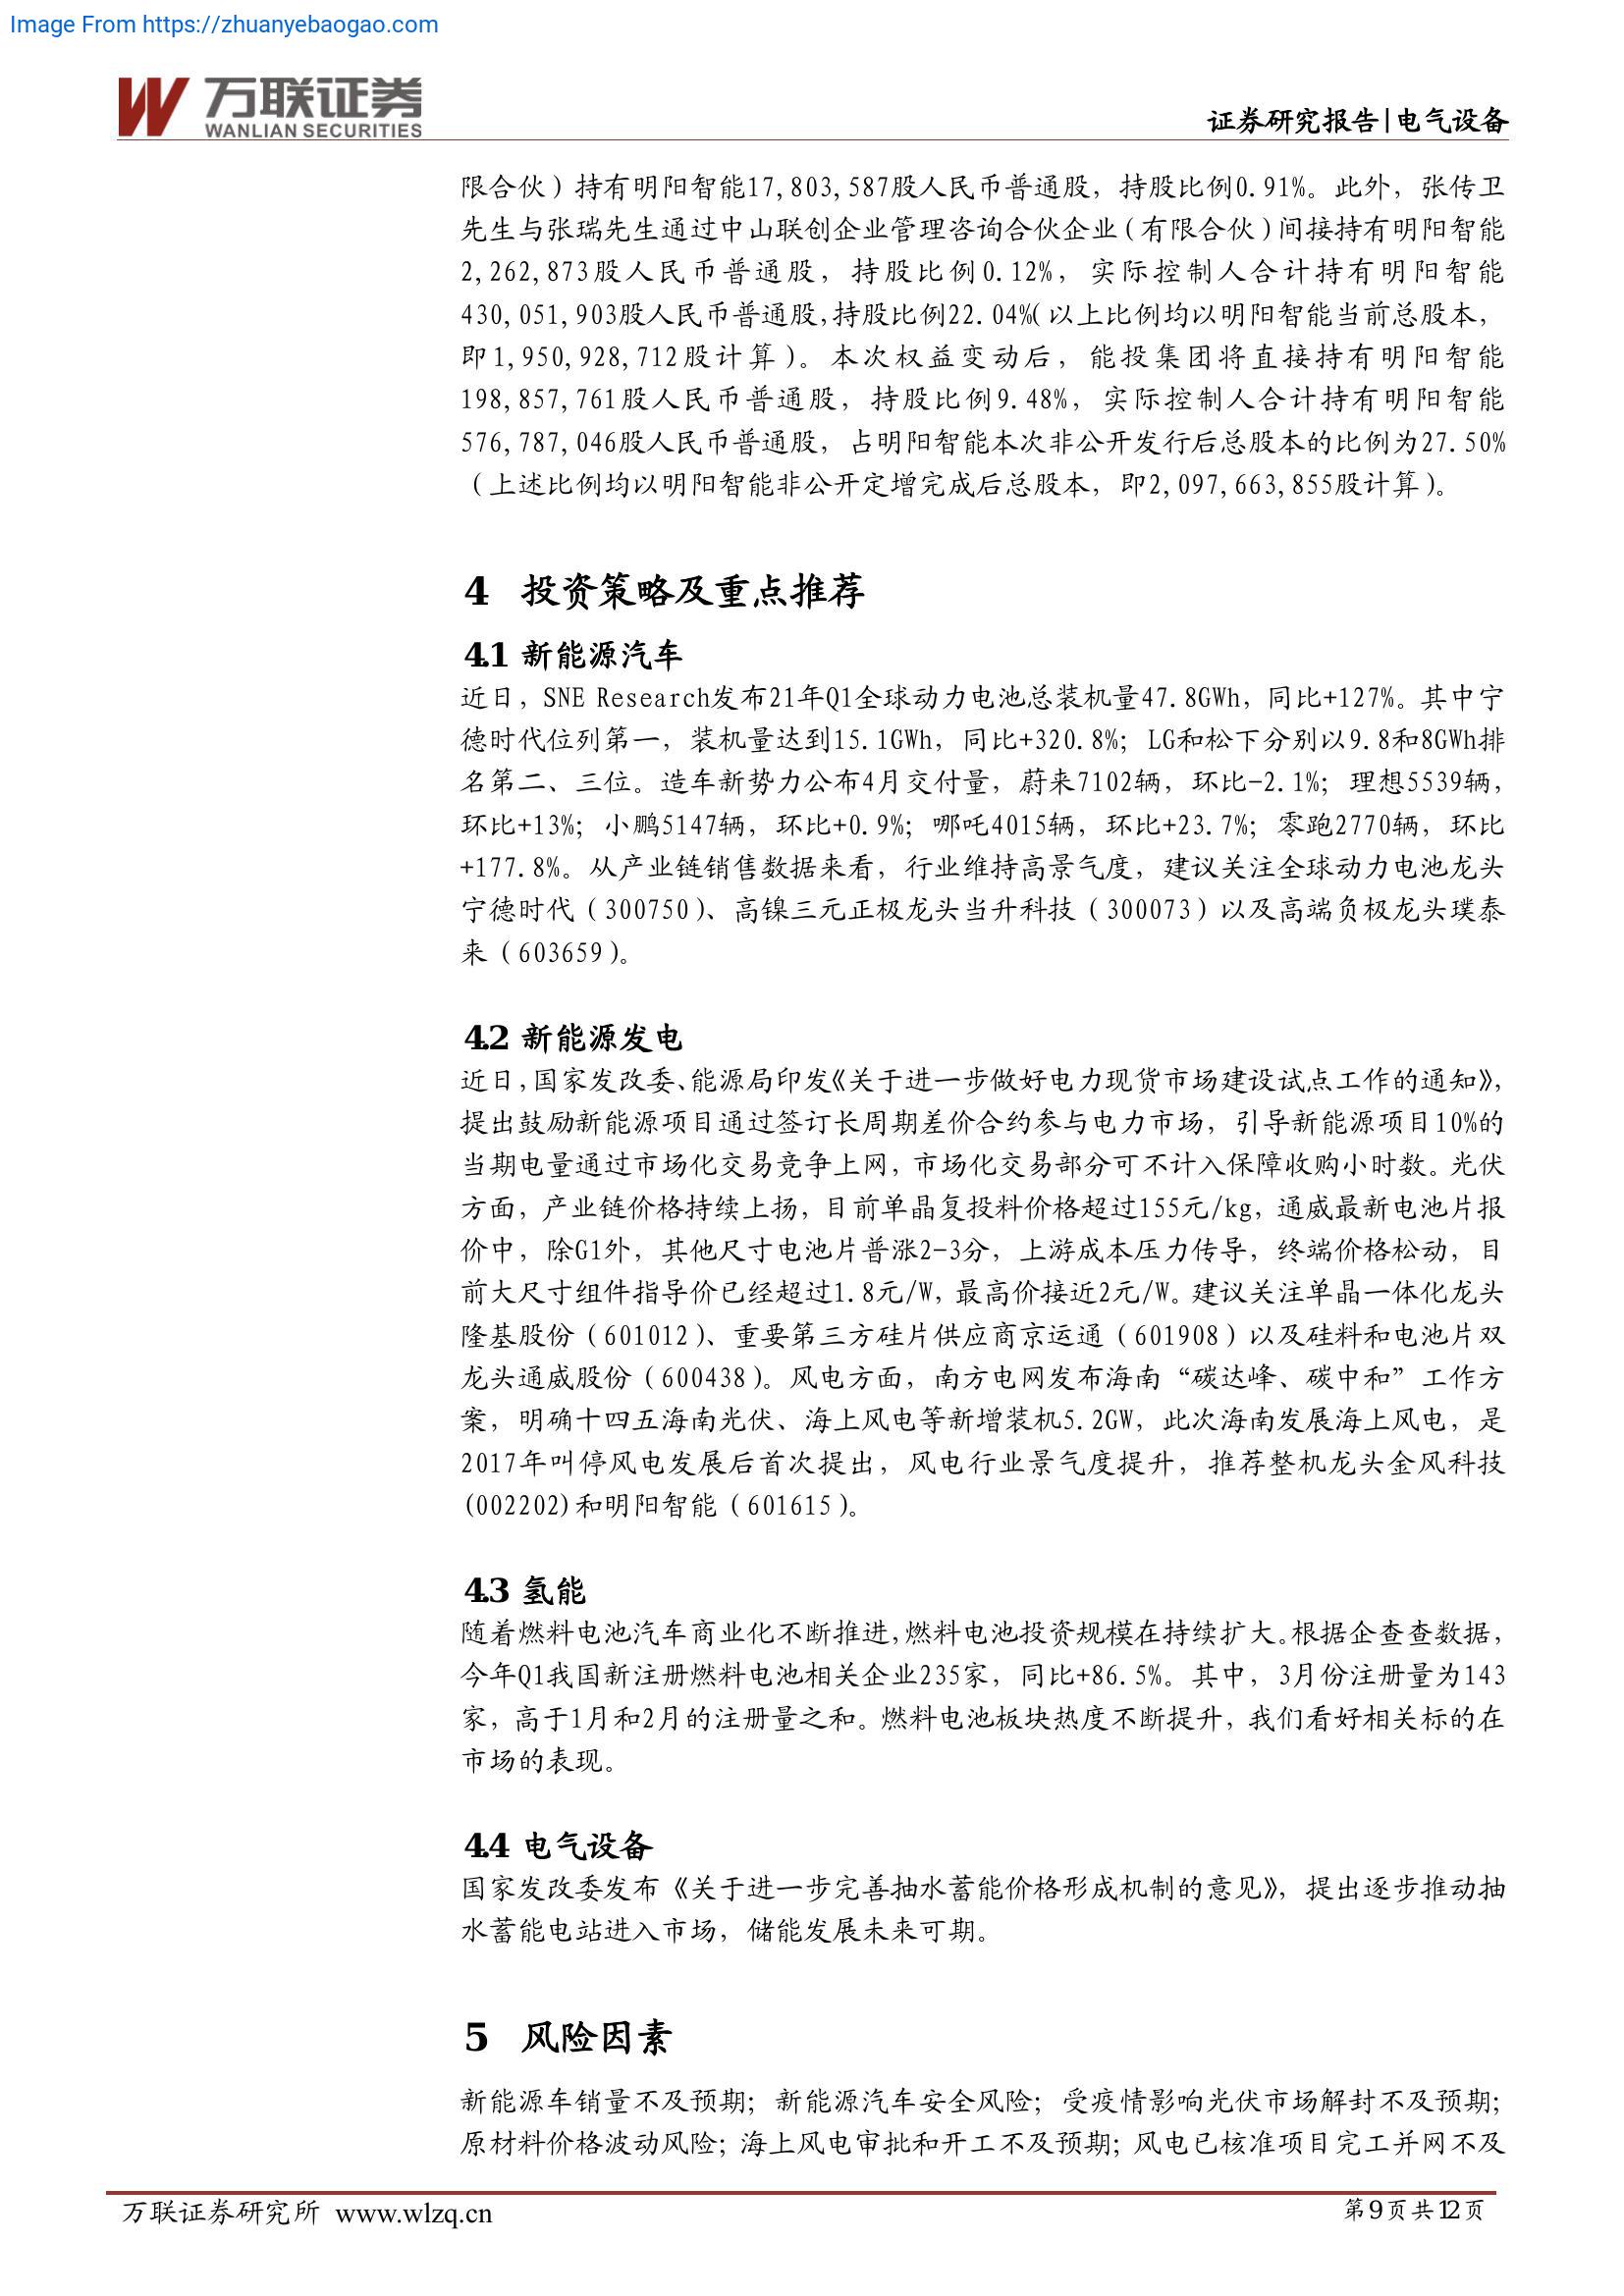 Image From https://zhuanyebaogao.com
万联证券
WANLIAN SECURITIES
证券研究报告|电气设备
限合伙）持有明阳智能17,803,587股人民币普通股，持股比例0.91%。此外，张传卫
先生与张瑞先生通过中山联创企业管理咨询合伙企业（有限合伙）间接持有明阳智能
2,262,873股人民币普通股，持股比例0.12%，实际控制人合计持有明阳智能
430,051,903股人民币普通股，持股比例22.04%（以上比例均以明阳智能当前总股本，
即1,950,928,712股计算）。本次权益变动后，能投集团将直接持有明阳智能
198,857,761股人民币普通股，持股比例9.48%，实际控制人合计持有明阳智能
576,787,046股人民币普通股，占明阳智能本次非公开发行后总股本的比例为27.50%
（上述比例均以明阳智能非公开定增完成后总股本，即2,097,663,855股计算）。
4 投资策略及重点推荐
4.1 新能源汽车
近日，SNE Research发布21年Q1全球动力电池总装机量47.8GWh，同比+127%。其中宁
德时代位列第一，装机量达到15.1GWh，同比+320.8%；LG和松下分别以9.8和8GWh排
名第二、三位。造车新势力公布4月交付量，蔚来7102辆，环比-2.1%；理想5539辆，
环比+13%；小鹏5147辆，环比+0.9%；哪吒4015辆，环比+23.7%；零跑2770辆，环比
+177.8%。从产业链销售数据来看，行业维持高景气度，建议关注全球动力电池龙头
宁德时代（300750）、高镍三元正极龙头当升科技（300073）以及高端负极龙头璞泰
来（603659）。
4.2 新能源发电
近日，国家发改委、能源局印发《关于进一步做好电力现货市场建设试点工作的通知》，
提出鼓励新能源项目通过签订长周期差价合约参与电力市场，引导新能源项目10%的
当期电量通过市场化交易竞争上网，市场化交易部分可不计入保障收购小时数。光伏
方面，产业链价格持续上扬，目前单晶复投料价格超过155元/kg，通威最新电池片报
价中，除G1外，其他尺寸电池片普涨2-3分，上游成本压力传导，终端价格松动，目
前大尺寸组件指导价已经超过1.8元/W，最高价接近2元/W。建议关注单晶一体化龙头
隆基股份（601012）、重要第三方硅片供应商京运通（601908）以及硅料和电池片双
龙头通威股份（600438）。风电方面，南方电网发布海南“碳达峰、碳中和”工作方
案，明确十四五海南光伏、海上风电等新增装机5.2GW，此次海南发展海上风电，是
2017年叫停风电发展后首次提出，风电行业景气度提升，推荐整机龙头金风科技
(002202)和明阳智能（601615）。
4.3 氢能
随着燃料电池汽车商业化不断推进，燃料电池投资规模在持续扩大。根据企查查数据，
今年Q1我国新注册燃料电池相关企业235家，同比+86.5%。其中，3月份注册量为143
家，高于1月和2月的注册量之和。燃料电池板块热度不断提升，我们看好相关标的在
市场的表现。
4.4 电气设备
国家发改委发布《关于进一步完善抽水蓄能价格形成机制的意见》，提出逐步推动抽
水蓄能电站进入市场，储能发展未来可期。
5 风险因素
新能源车销量不及预期；新能源汽车安全风险；受疫情影响光伏市场解封不及预期；
原材料价格波动风险；海上风电审批和开工不及预期；风电已核准项目完工并网不及
万联证券研究所 www.wlzq.cn
第9页共12页